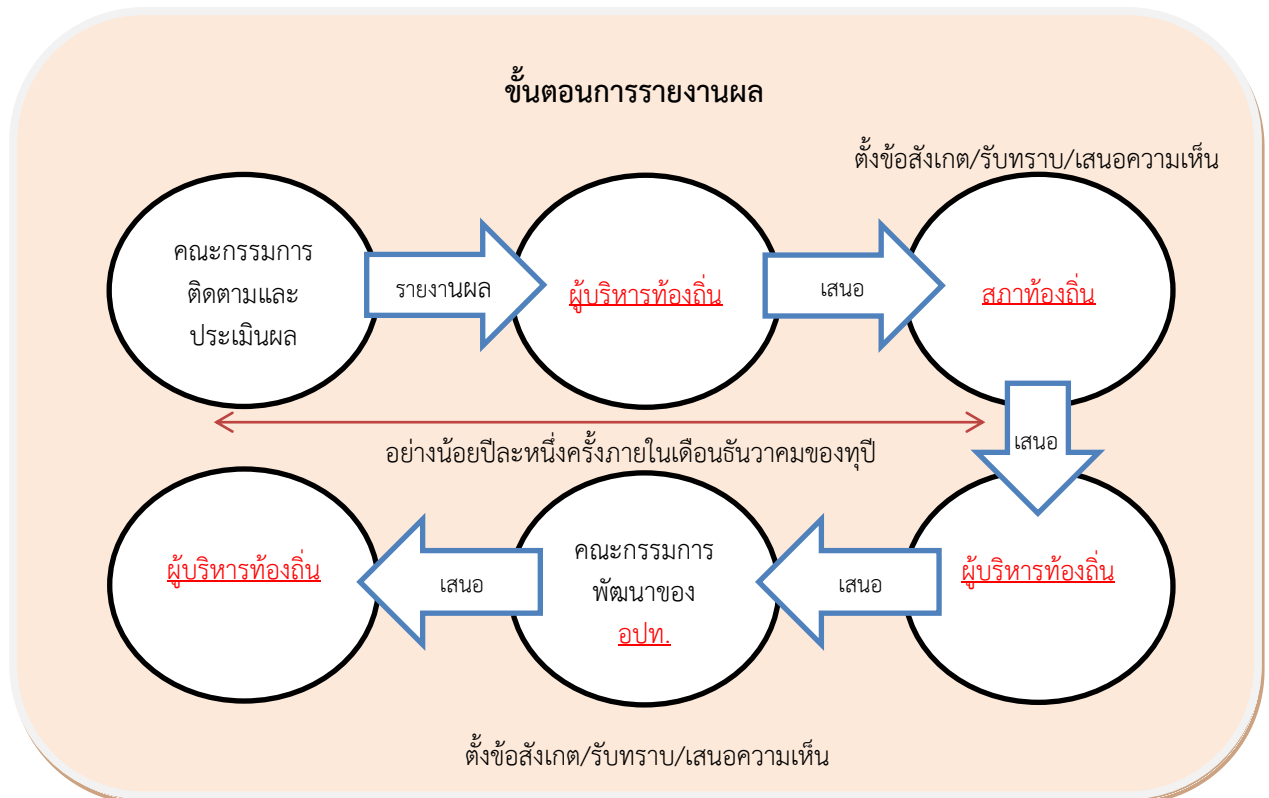 ขั้นตอนการรายงานผล
ตั้งข้อสังเกต/รับทราบ/เสนอความเห็น
คณะกรรมการ
ติดตามและ
ประเมินผล
รายงานผล
ผู้บริหารท้องถิ่น
เสนอ
สภาท้องถิ่น
อย่างน้อยปีละหนึ่งครั้งภายในเดือนธันวาคมของทุปี
เสนอ
ผู้บริหารท้องถิ่น
เสนอ
คณะกรรมการ
พัฒนาของ
อปท.
เสนอ
ผู้บริหารท้องถิ่น
ตั้งข้อสังเกต/รับทราบ/เสนอความเห็น